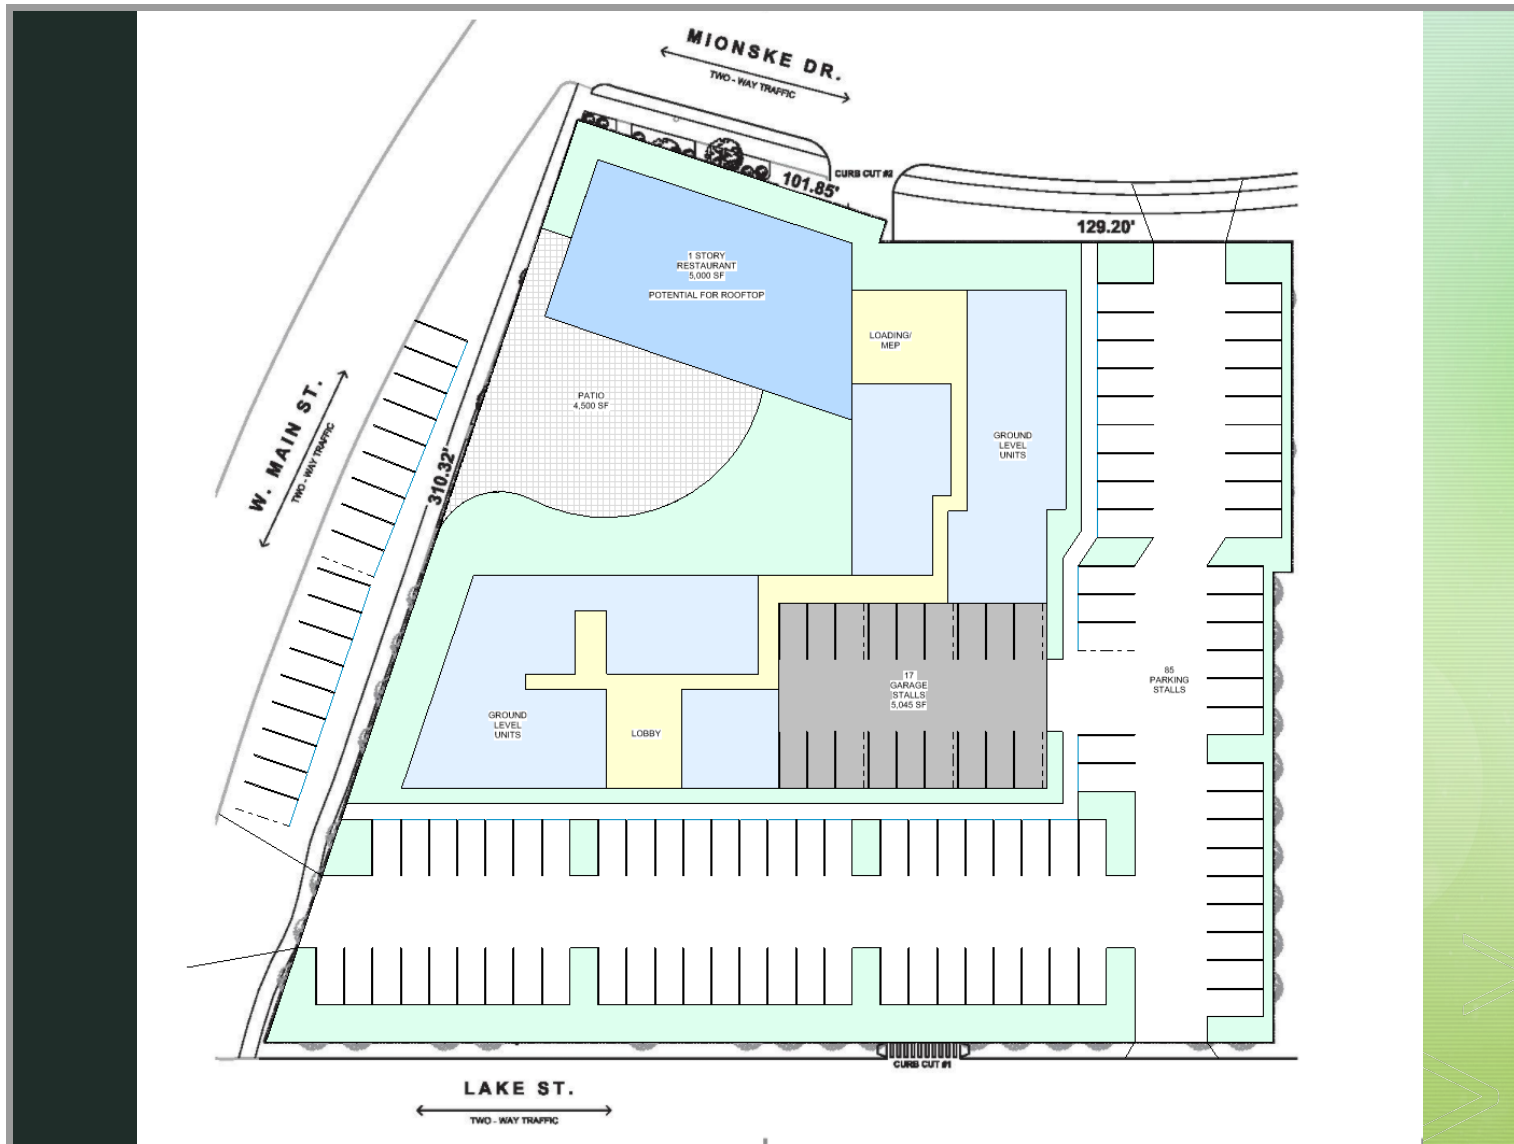 MIONSKE DR.
TWO - WAY TRAFFIC
CURB CUT #2
101.85'
129.20'
1 STORY
RESTAURANT
5,000 SF
POTENTIAL FOR ROOFTOP
LOADING/
MEP
PATIO
4,500 SF
W. MAIN ST.
TWO - WAY TRAFFIC
310.32'
GROUND
LEVEL
UNITS
17
GARAGE
STALLS
5,045 SF
85
PARKING
STALLS
GROUND
LEVEL
UNITS
LOBBY
CURB CUT #1
LAKE ST.
TWO - WAY TRAFFIC